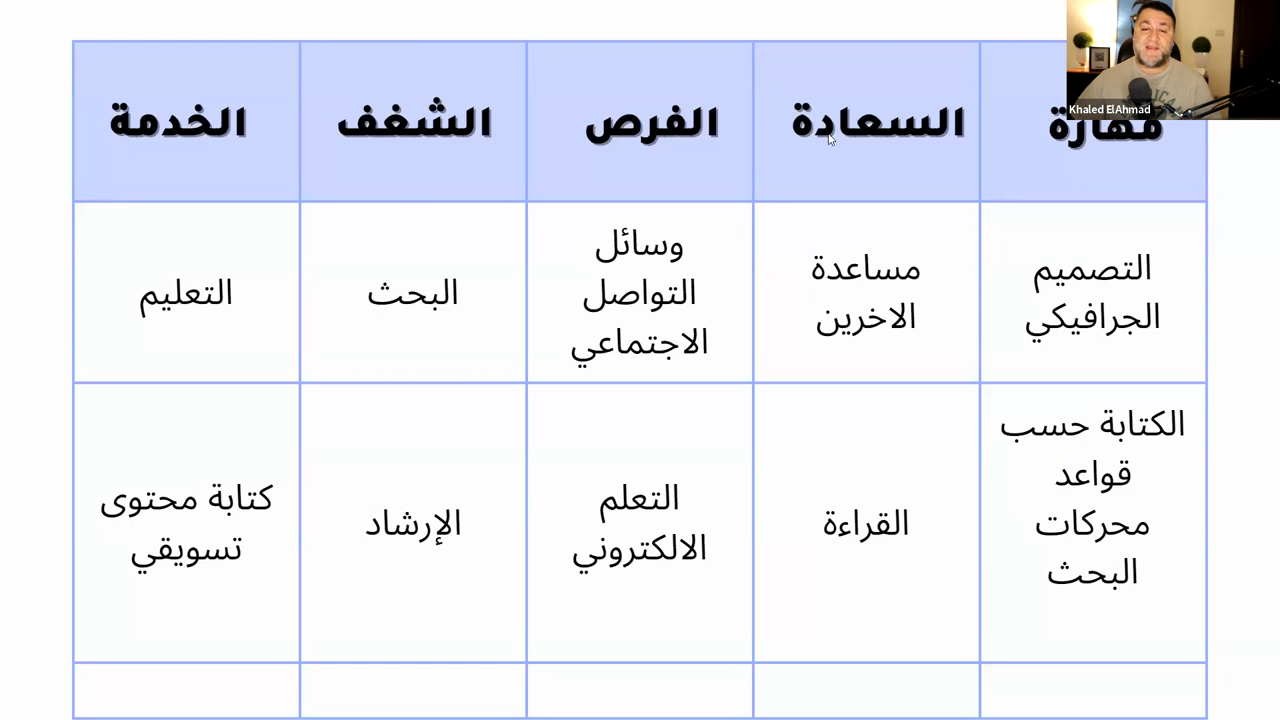 Khaled ElAhmad
مهارة
السعادة
الفرص
الشغف
الخدمة
التصميم
الجرافيكي
مساعدة
الاخرين
وسائل
التواصل
الاجتماعي
البحث
التعليم
الكتابة حسب
قواعد
محركات
البحث
القراءة
التعلم
الالكتروني
الإرشاد
كتابة محتوى
تسويقي